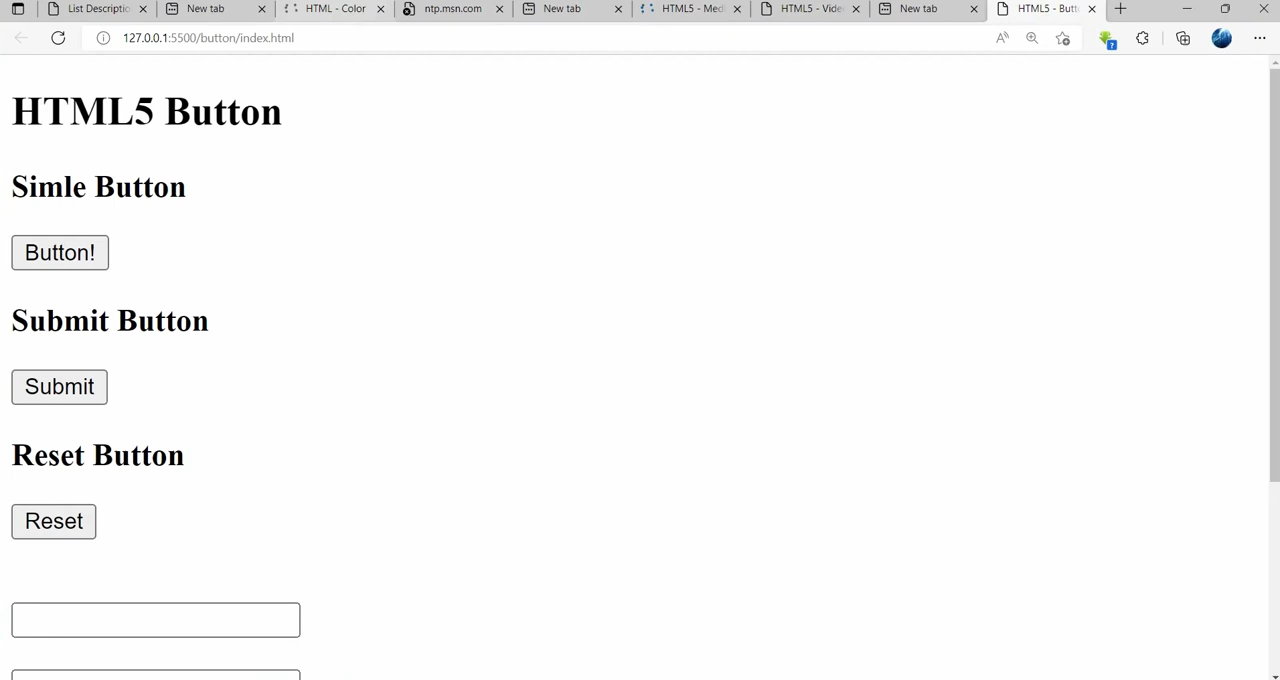 List Descriptio
New tab
HTML - Color
ntp.msn.com
New tab
HTML5 - Med
HTML5 - Vide
New tab
HTML5 - Butt
127.0.0.1:5500/button/index.html
HTML5 Button
Simle Button
Button!
Submit Button
Submit
Reset Button
Reset